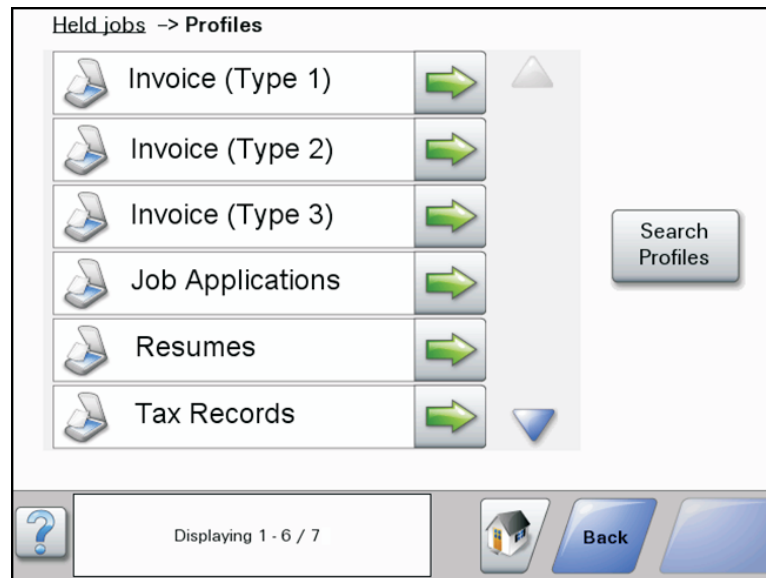 Held jobs –> Profiles
Invoice (Type 1)
Invoice (Type 2)
Invoice (Type 3)
Job Applications
Resumes
Tax Records
Search
Profiles
?
Displaying 1 - 6 / 7
Back